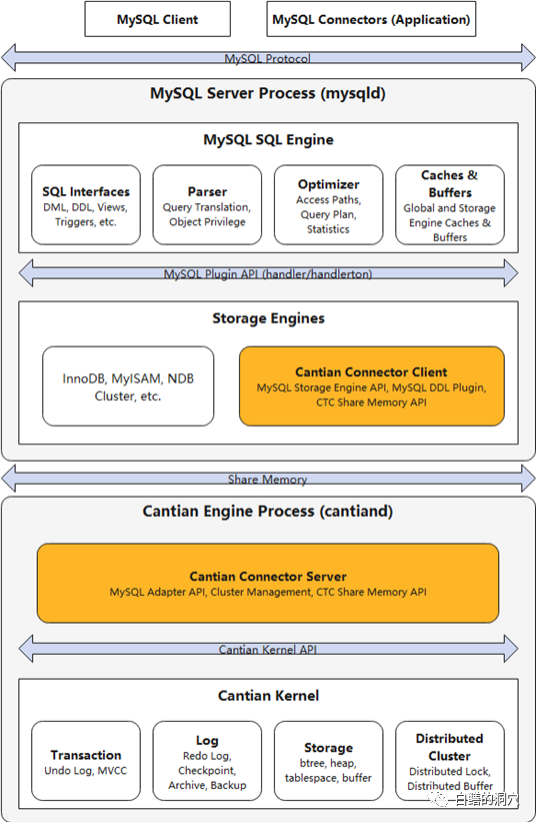 MySQL Client
MySQL Connectors (Application)
MySQL Protocol
MySQL Server Process (mysqld)
MySQL SQL Engine
SQL Interfaces
DML, DDL, Views,
Triggers, etc.
Parser
Query Translation,
Object Privilege
Optimizer
Access Paths,
Query Plan,
Statistics
Caches &
Buffers
Global and Storage
Engine Caches &
Buffers
MySQL Plugin API (handler/handlerton)
Storage Engines
InnoDB, MyISAM, NDB
Cluster, etc.
Cantian Connector Client
MySQL Storage Engine API, MySQL DDL Plugin,
CTC Share Memory API
Share Memory
Cantian Engine Process (cantiand)
Cantian Connector Server
MySQL Adapter API, Cluster Management, CTC Share Memory API
Cantian Kernel API
Cantian Kernel
Transaction
Undo Log, MVCC
Log
Redo Log,
Checkpoint,
Archive, Backup
Storage
btree, heap,
tablespace, buffer
Distributed
Cluster
Distributed Lock,
Distributed Buffer
白鳝的洞穴